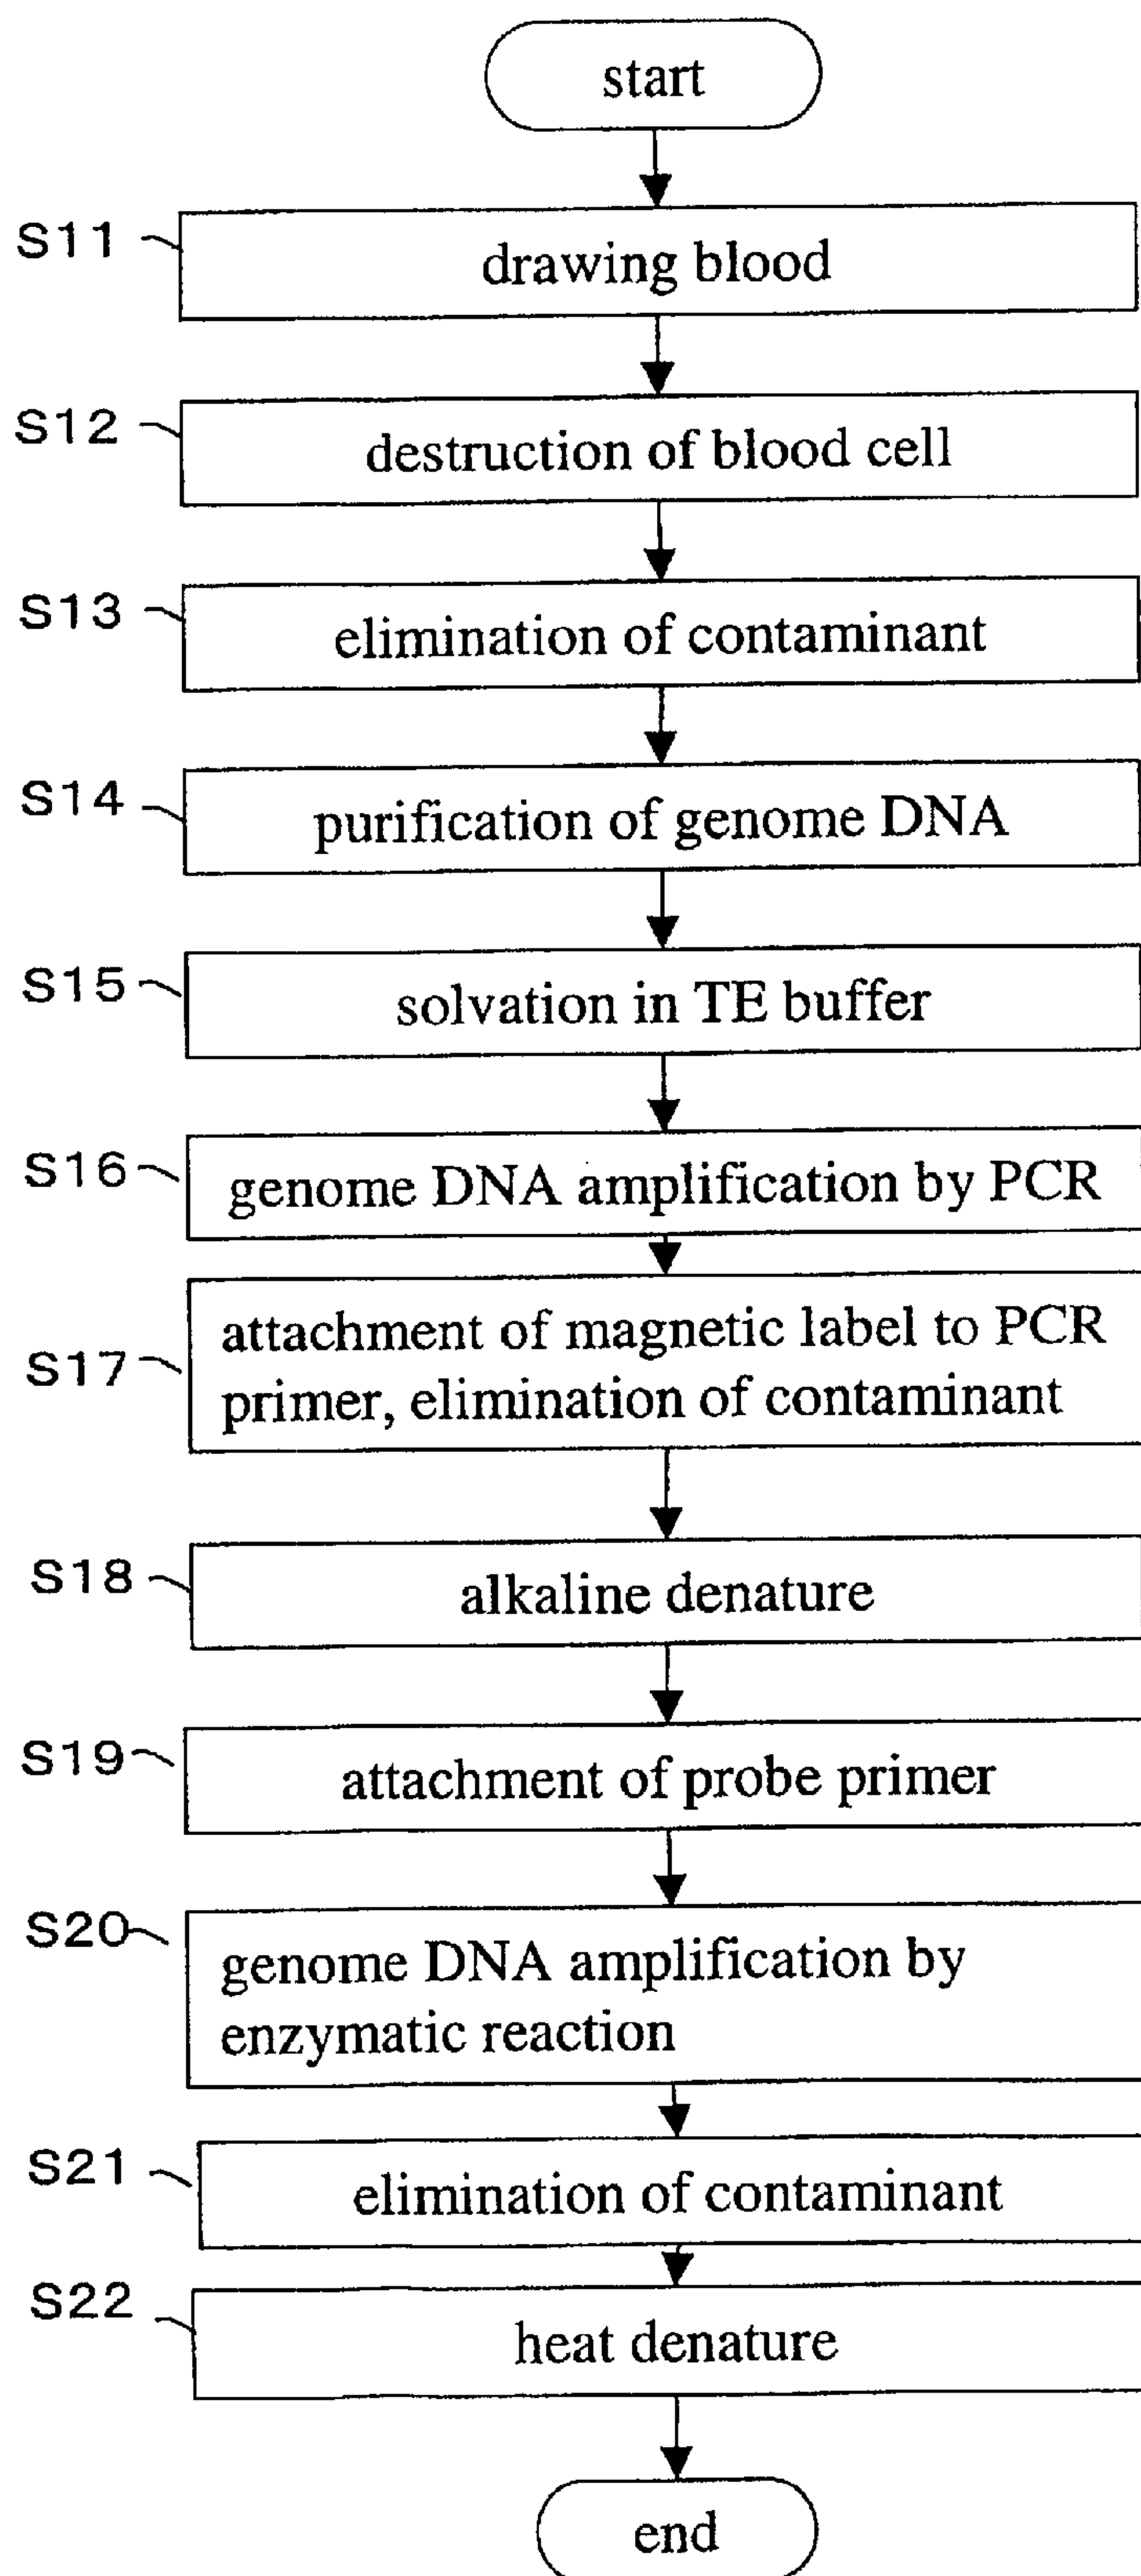 start
S11
drawing blood
S12
destruction of blood cell
S13
elimination of contaminant
S14
purification of genome DNA
S15
solvation in TE buffer
S16
genome DNA amplification by PCR
S17
attachment of magnetic label to PCR
primer, elimination of contaminant
S18
alkaline denature
S19
attachment of probe primer
S20
genome DNA amplification by
enzymatic reaction
S21
elimination of contaminant
S22
heat denature
end